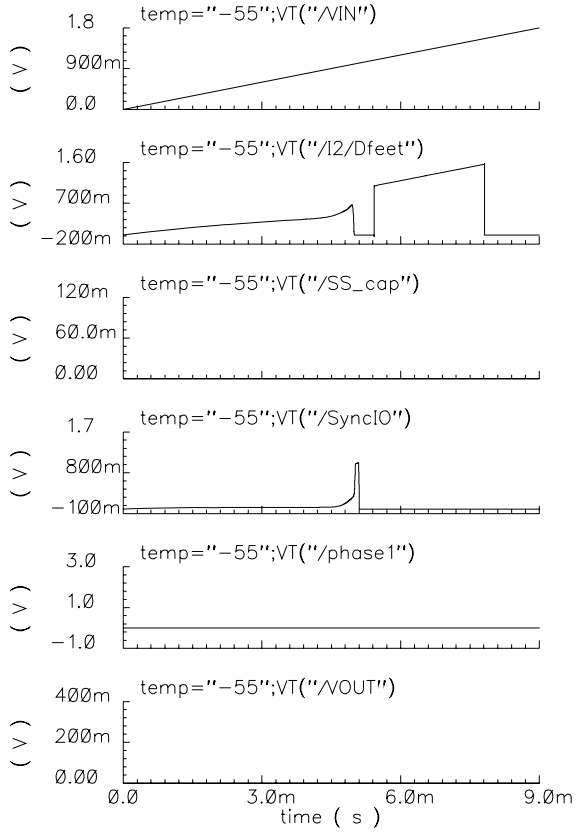 temp="-55";VT("/VIN")
1.8
900m
0.0
( V )
temp="-55";VT("/I2/Dfeet")
1.60
700m
-200m
( V )
temp="-55";VT("/SS_cap")
120m
60.0m
0.00
( V )
temp="-55";VT("/SyncIO")
1.7
800m
-100m
( V )
temp="-55";VT("/phase1")
3.0
1.0
-1.0
( V )
temp="-55";VT("/VOUT")
400m
200m
0.00
( V )
0.0 3.0m 6.0m 9.0m
time ( s )